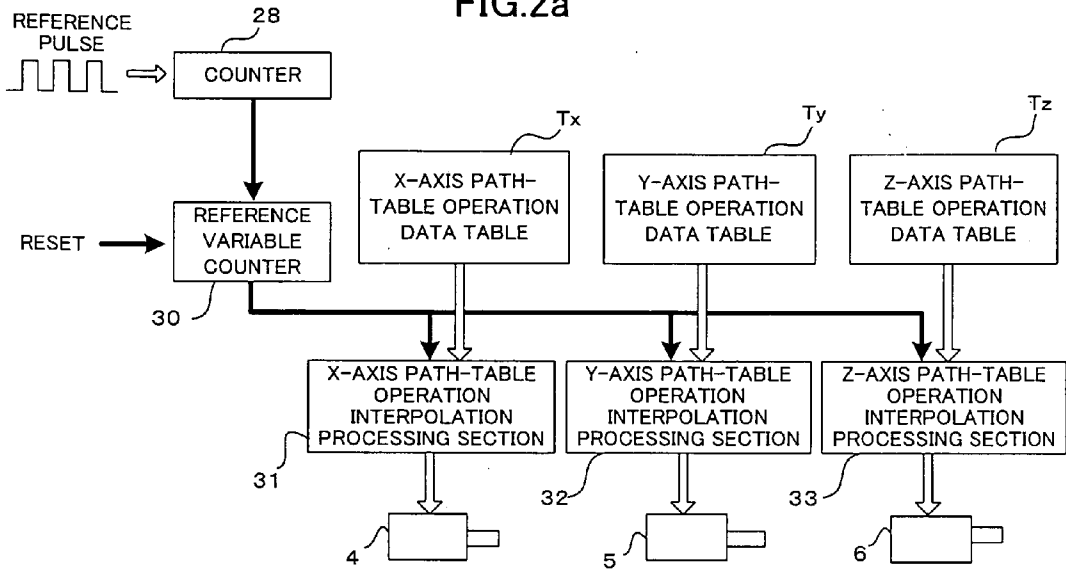 FIG.2a
REFERENCE
PULSE
28
COUNTER
Tx
Ty
Tz
X-AXIS PATH-
TABLE OPERATION
DATA TABLE
Y-AXIS PATH-
TABLE OPERATION
DATA TABLE
Z-AXIS PATH-
TABLE OPERATION
DATA TABLE
RESET
REFERENCE
VARIABLE
COUNTER
30
X-AXIS PATH-TABLE
OPERATION
INTERPOLATION
PROCESSING SECTION
Y-AXIS PATH-TABLE
OPERATION
INTERPOLATION
PROCESSING SECTION
Z-AXIS PATH-TABLE
OPERATION
INTERPOLATION
PROCESSING SECTION
31
32
33
4
5
6